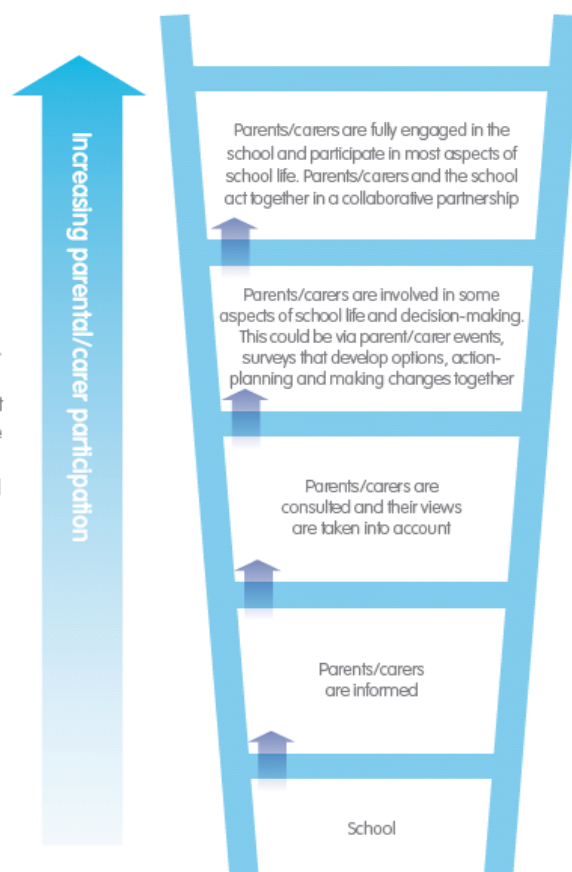 Increasing parental/carer participation
Parents/carers are fully engaged in the
school and participate in most aspects of
school life. Parents/carers and the school
act together in a collaborative partnership
Parents/carers are involved in some
aspects of school life and decision-making.
This could be via parent/carer events,
surveys that develop options, action-
planning and making changes together
Parents/carers are
consulted and their views
are taken into account
Parents/carers
are informed
School